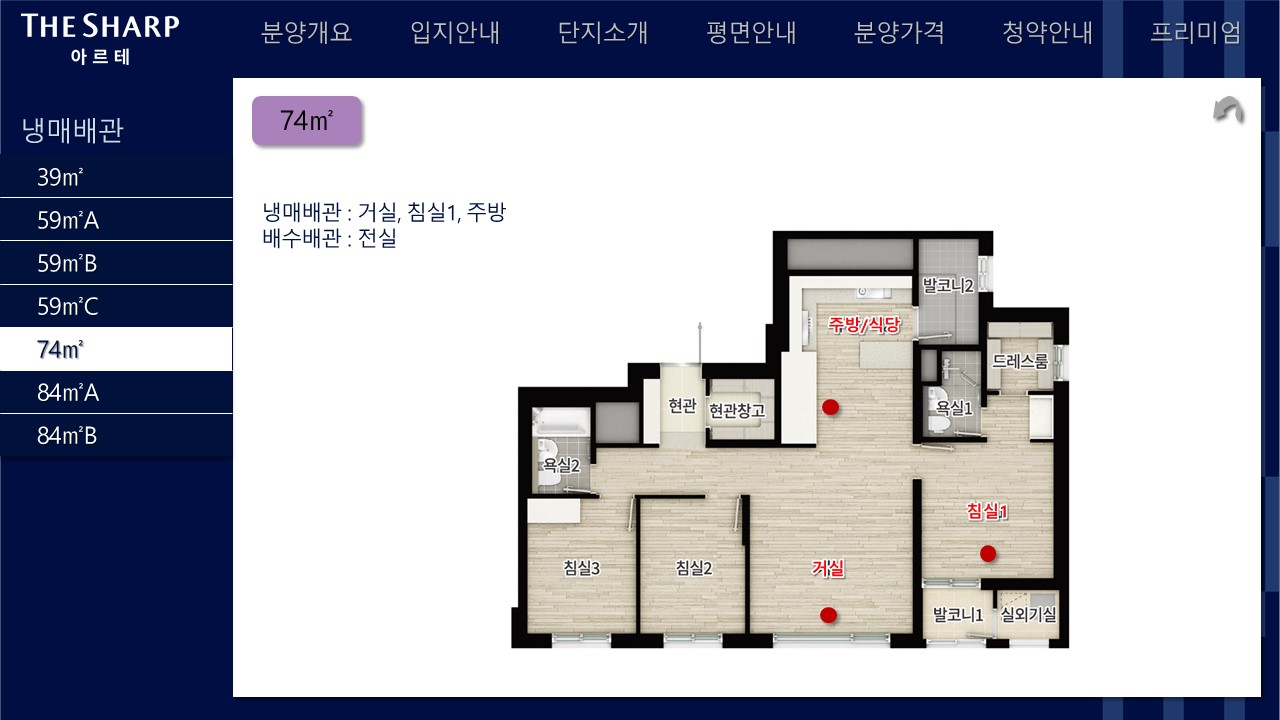 THE SHARP
아르테
분양개요 입지안내 단지소개 평면안내 분양가격 청약안내 프리미엄
냉매배관
39㎡
59㎡A
59㎡B
59㎡C
74㎡
84㎡A
84㎡B
74㎡
냉매배관 : 거실, 침실1, 주방
배수배관 : 전실
발코니2
주방/식당
드레스룸
현관
현관창고
욕실1
욕실2
침실1
침실3
침실2
거실
발코니1
실외기실